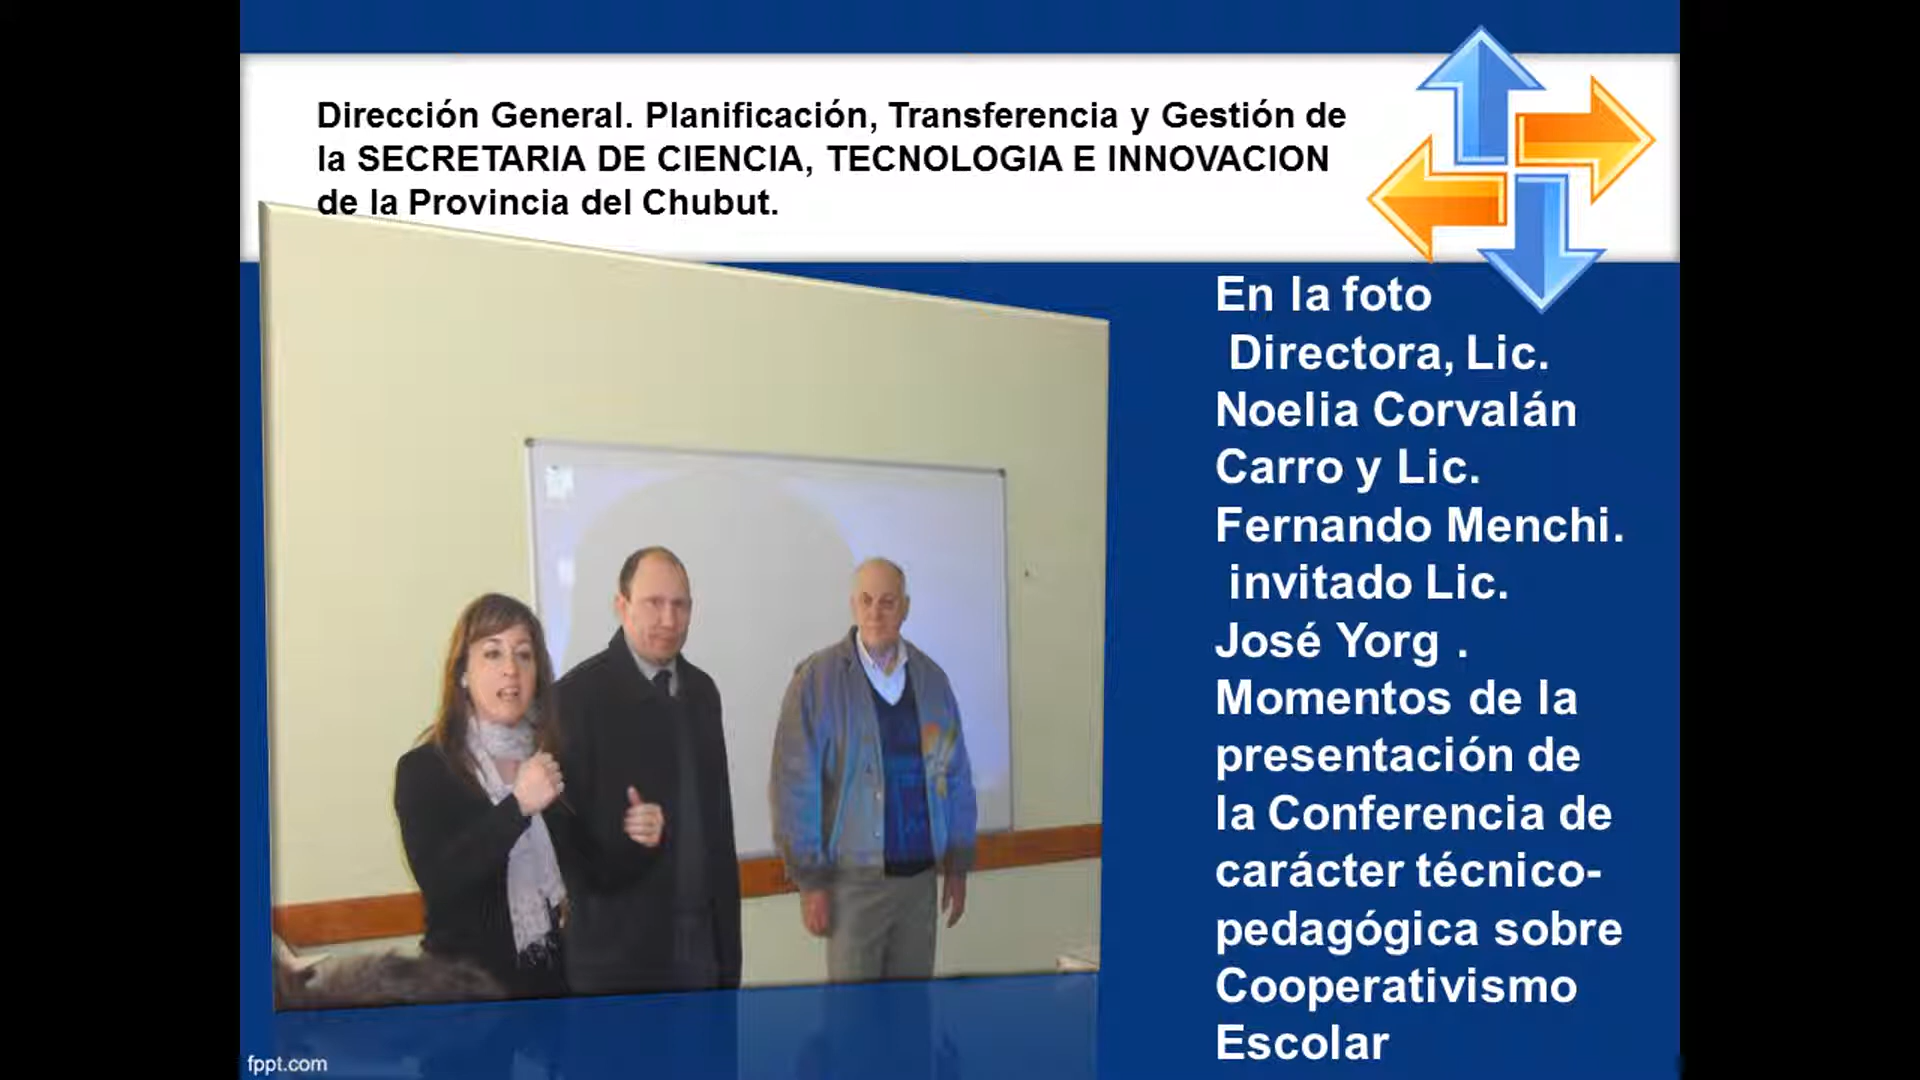 Dirección General. Planificación, Transferencia y Gestión de
la SECRETARIA DE CIENCIA, TECNOLOGIA E INNOVACION
de la Provincia del Chubut.
En la foto
Directora, Lic.
Noelia Corvalán
Carro y Lic.
Fernando Menchi.
invitado Lic.
José Yorg .
Momentos de la
presentación de
la Conferencia de
carácter técnico-
pedagógica sobre
Cooperativismo
Escolar
fppt.com